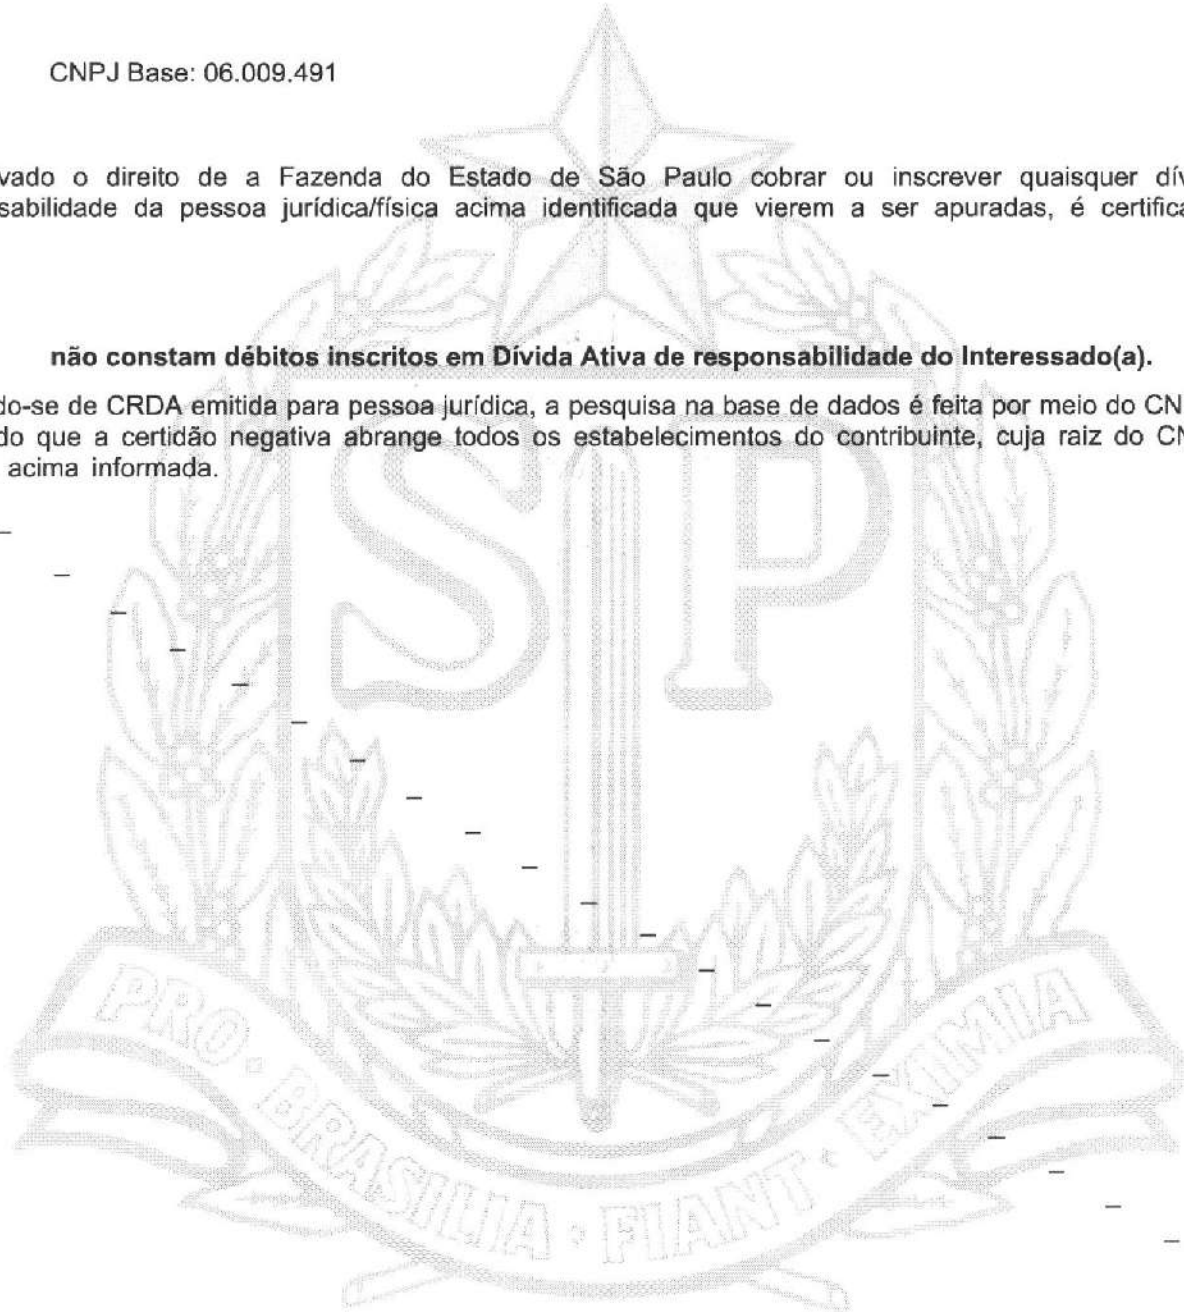 CNPJ Base: 06.009.491
vado o direito de a Fazenda do Estado de São Paulo cobrar ou inscrever quaisquer dív
sabilidade da pessoa jurídica/física acima identificada que vierem a ser apuradas, é certifica
não constam débitos inscritos em Dívida Ativa de responsabilidade do Interessado(a).
do-se de CRDA emitida para pessoa jurídica, a pesquisa na base de dados é feita por meio do CN
do que a certidão negativa abrange todos os estabelecimentos do contribuinte, cuja raiz do CN
acima informada.
SP
PRO · BRASILIA · FIANT · EXIMIA